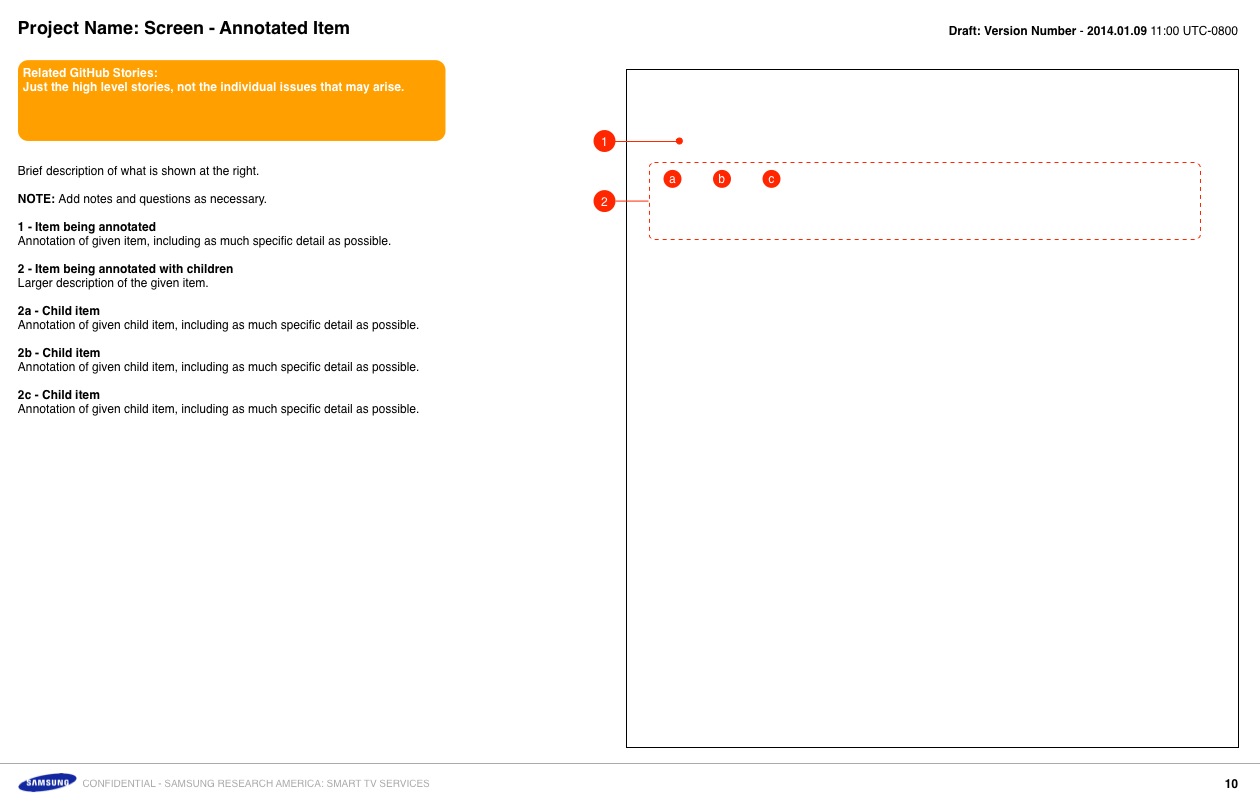 Project Name: Screen - Annotated Item
Draft: Version Number - 2014.01.09 11:00 UTC-0800
Related GitHub Stories:
Just the high level stories, not the individual issues that may arise.
Brief description of what is shown at the right.
NOTE: Add notes and questions as necessary.
1 - Item being annotated
Annotation of given item, including as much specific detail as possible.
2 - Item being annotated with children
Larger description of the given item.
2a - Child item
Annotation of given child item, including as much specific detail as possible.
2b - Child item
Annotation of given child item, including as much specific detail as possible.
2c - Child item
Annotation of given child item, including as much specific detail as possible.
1
a b c
2
SAMSUNG CONFIDENTIAL - SAMSUNG RESEARCH AMERICA: SMART TV SERVICES
10